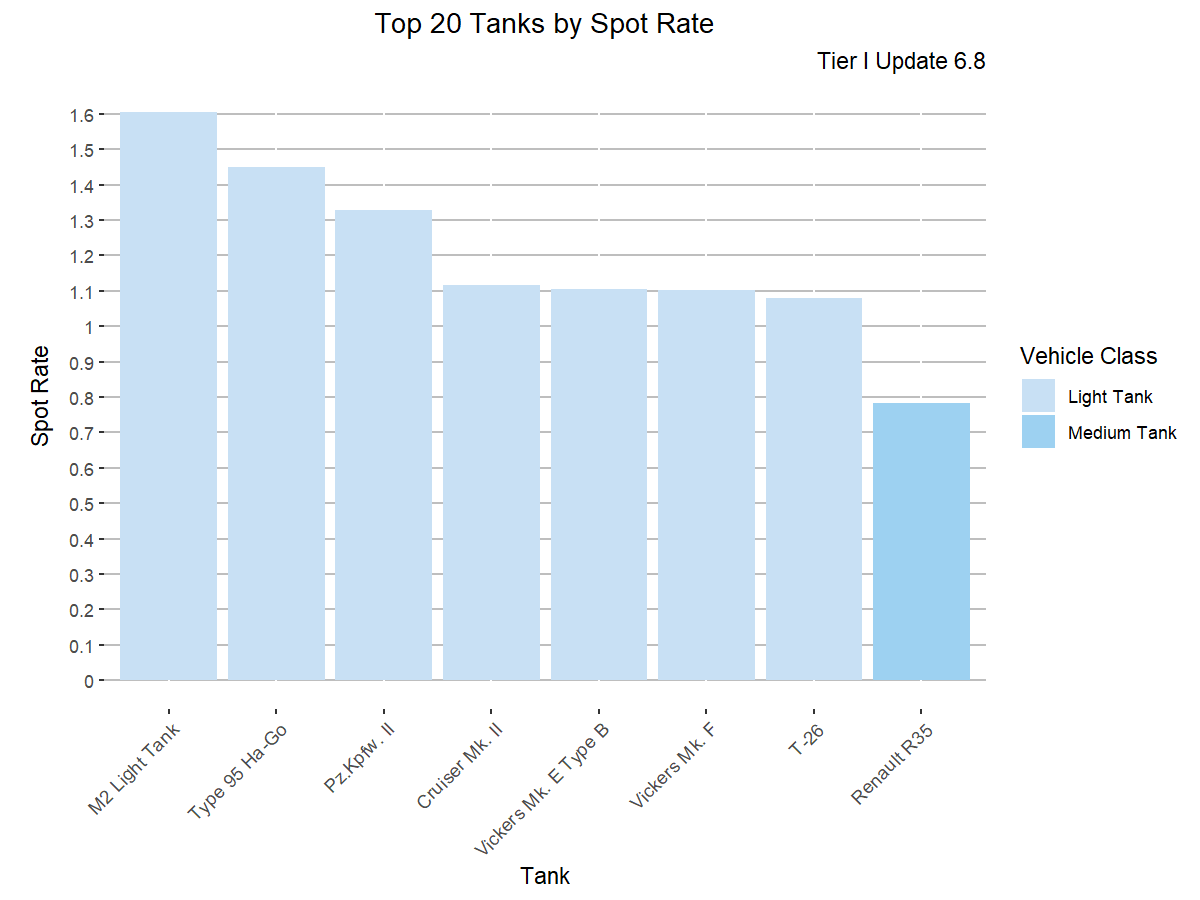 Top 20 Tanks by Spot Rate
Tier I Update 6.8
1.6
1.5
1.4
1.3
1.2
1.1
1
0.9
0.8
0.7
0.6
0.5
0.4
0.3
0.2
0.1
0
Spot Rate
M2 Light Tank
Type 95 Ha-Go
Pz.Kpfw. II
Cruiser Mk. II
Vickers Mk. E Type B
Vickers Mk. F
T-26
Renault R35
Tank
Vehicle Class
Light Tank
Medium Tank